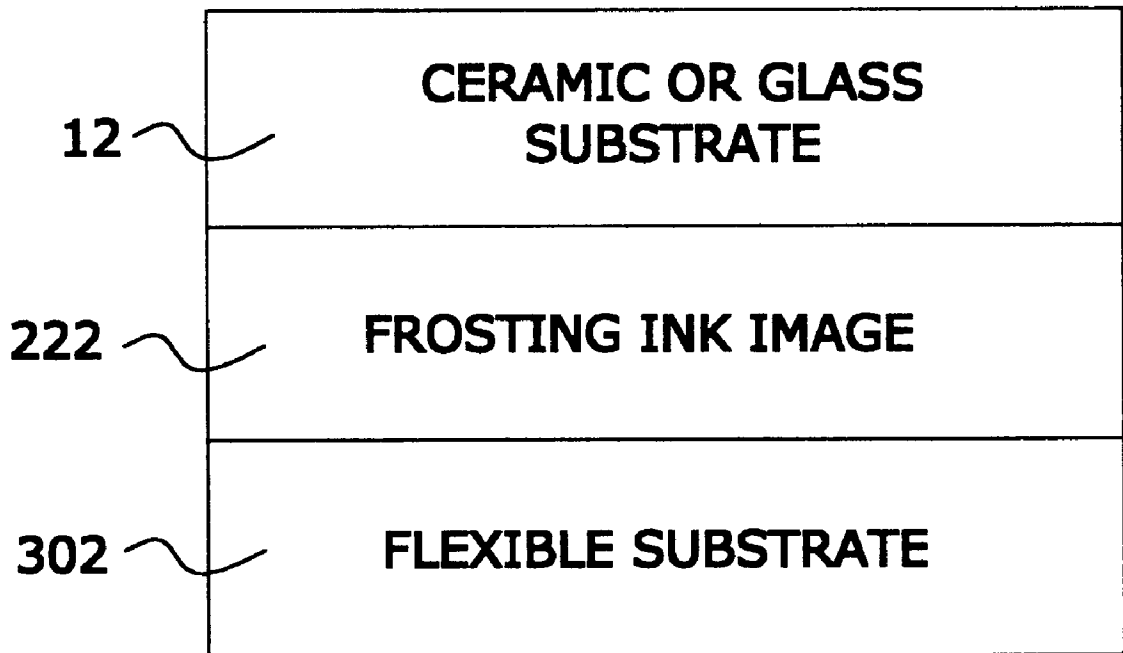 CERAMIC OR GLASS
SUBSTRATE
12
FROSTING INK IMAGE
222
FLEXIBLE SUBSTRATE
302